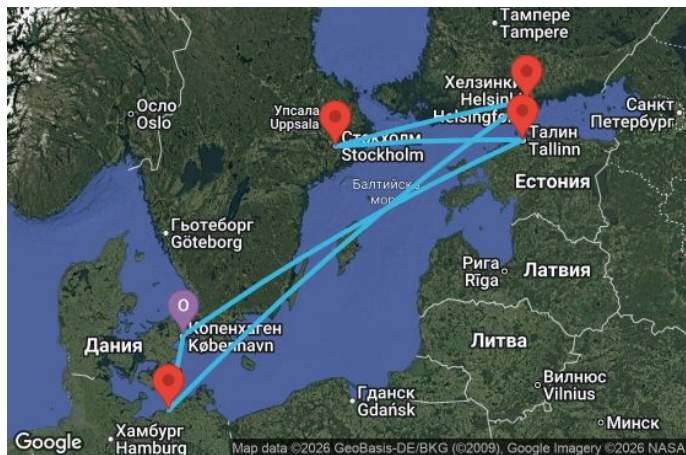 Тампере
Tampere
Осло
Oslo
Упсала
Uppsala
Хелзинки
Helsinki
Helsingfors
Санкт
Петербург
Стокхолм
Stockholm
Талин
Tallinn
Балтийско
море
Естония
Гьотеборг
Göteborg
Рига
Rīga
Латвия
O
Копенхаген
København
Дания
Литва
Вилнюс
Vilnius
Гданск
Gdańsk
Минск
Хамбург
Hamburg
Google
Map data ©2026 GeoBasis-DE/BKG (©2009), Google Imagery ©2026 NASA